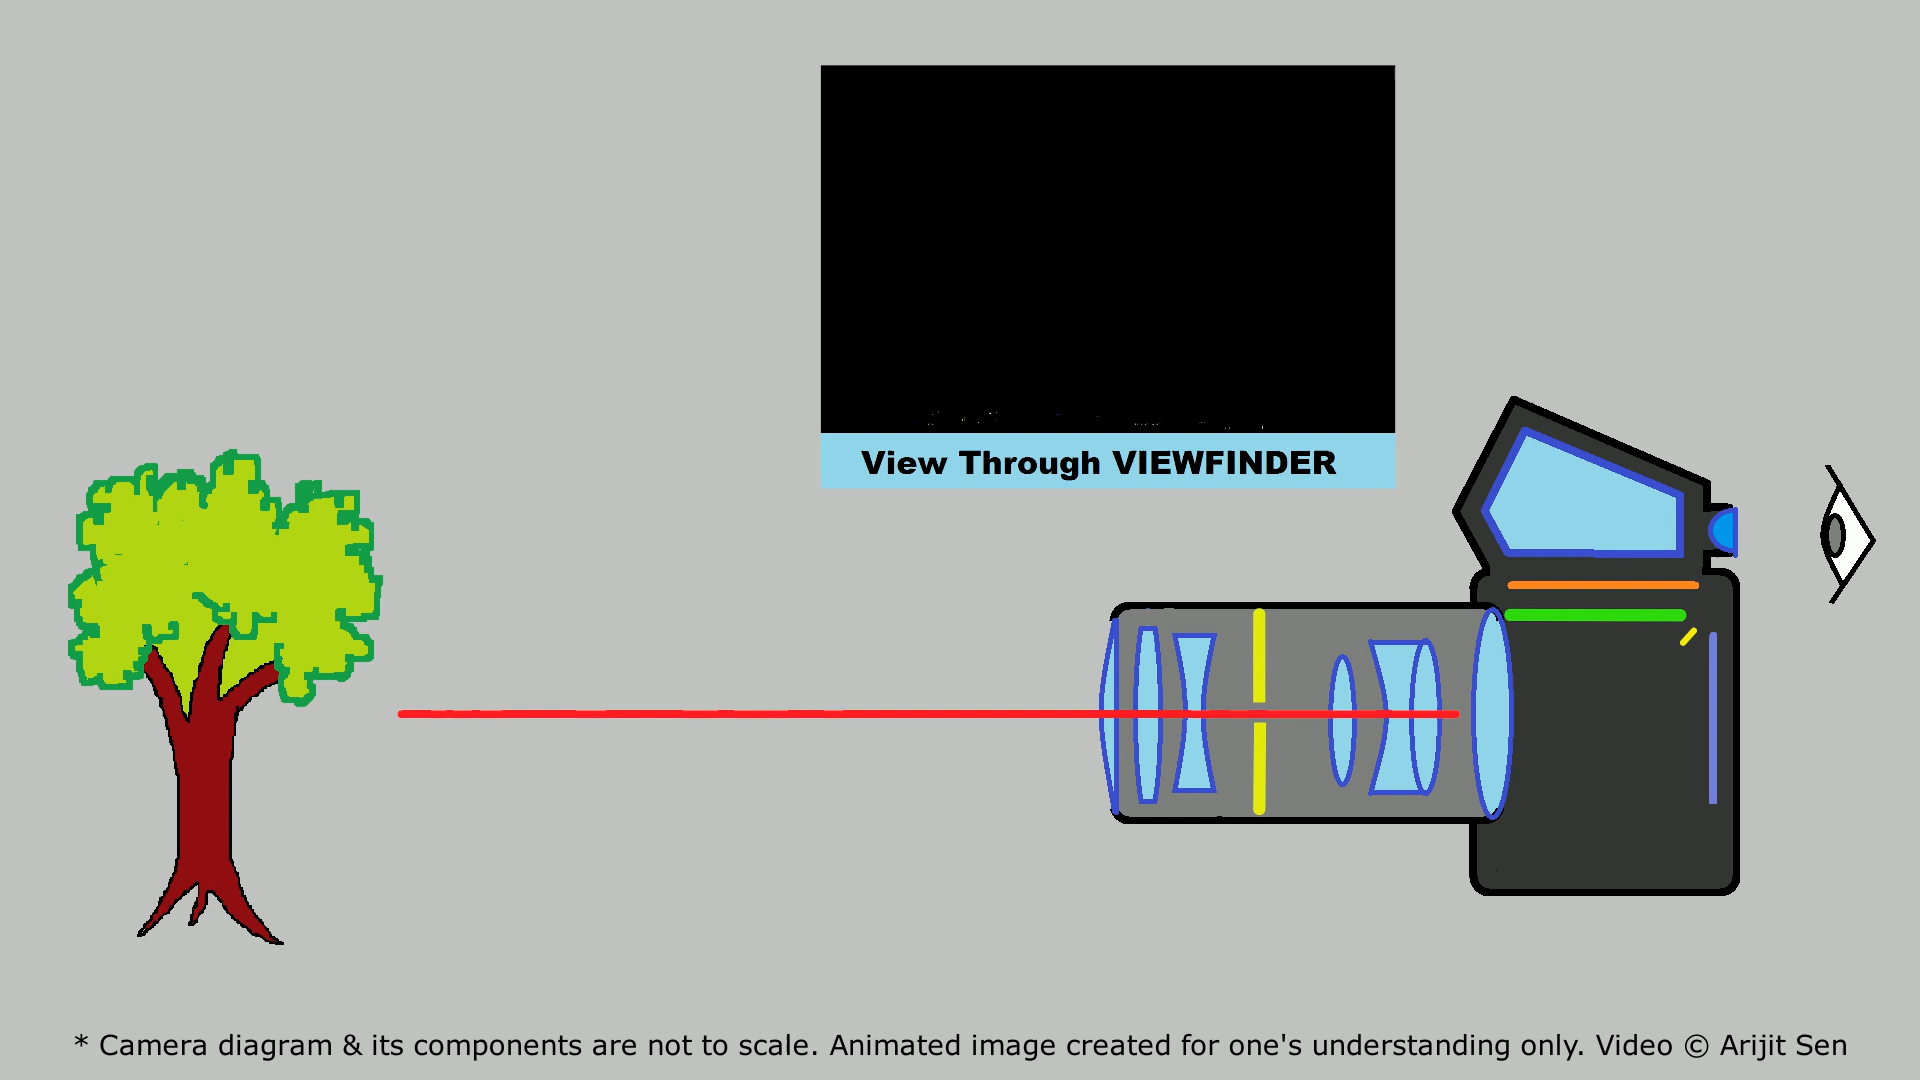 View Through VIEWFINDER
* Camera diagram & its components are not to scale. Animated image created for one's understanding only. Video © Arijit Sen